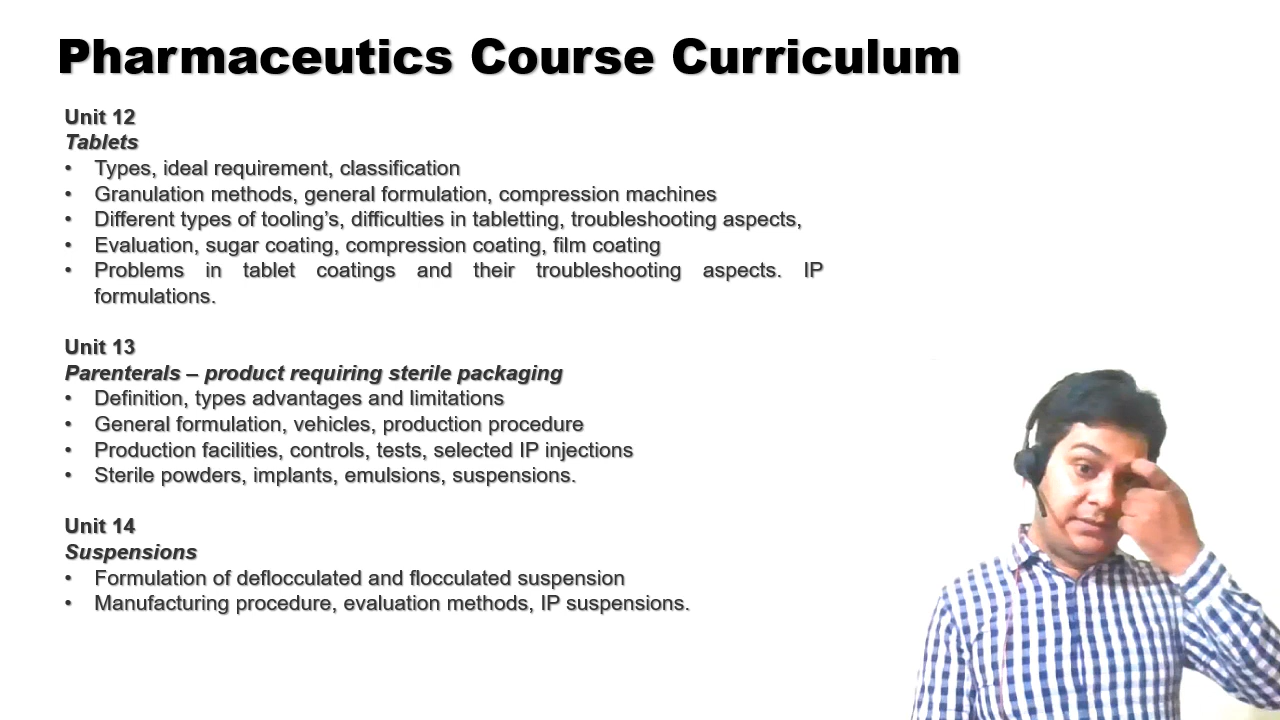 Pharmaceutics Course Curriculum
Unit 12
Tablets
• Types, ideal requirement, classification
• Granulation methods, general formulation, compression machines
• Different types of tooling’s, difficulties in tabletting, troubleshooting aspects,
• Evaluation, sugar coating, compression coating, film coating
• Problems in tablet coatings and their troubleshooting aspects. IP
formulations.
Unit 13
Parenterals – product requiring sterile packaging
• Definition, types advantages and limitations
• General formulation, vehicles, production procedure
• Production facilities, controls, tests, selected IP injections
• Sterile powders, implants, emulsions, suspensions.
Unit 14
Suspensions
• Formulation of deflocculated and flocculated suspension
• Manufacturing procedure, evaluation methods, IP suspensions.